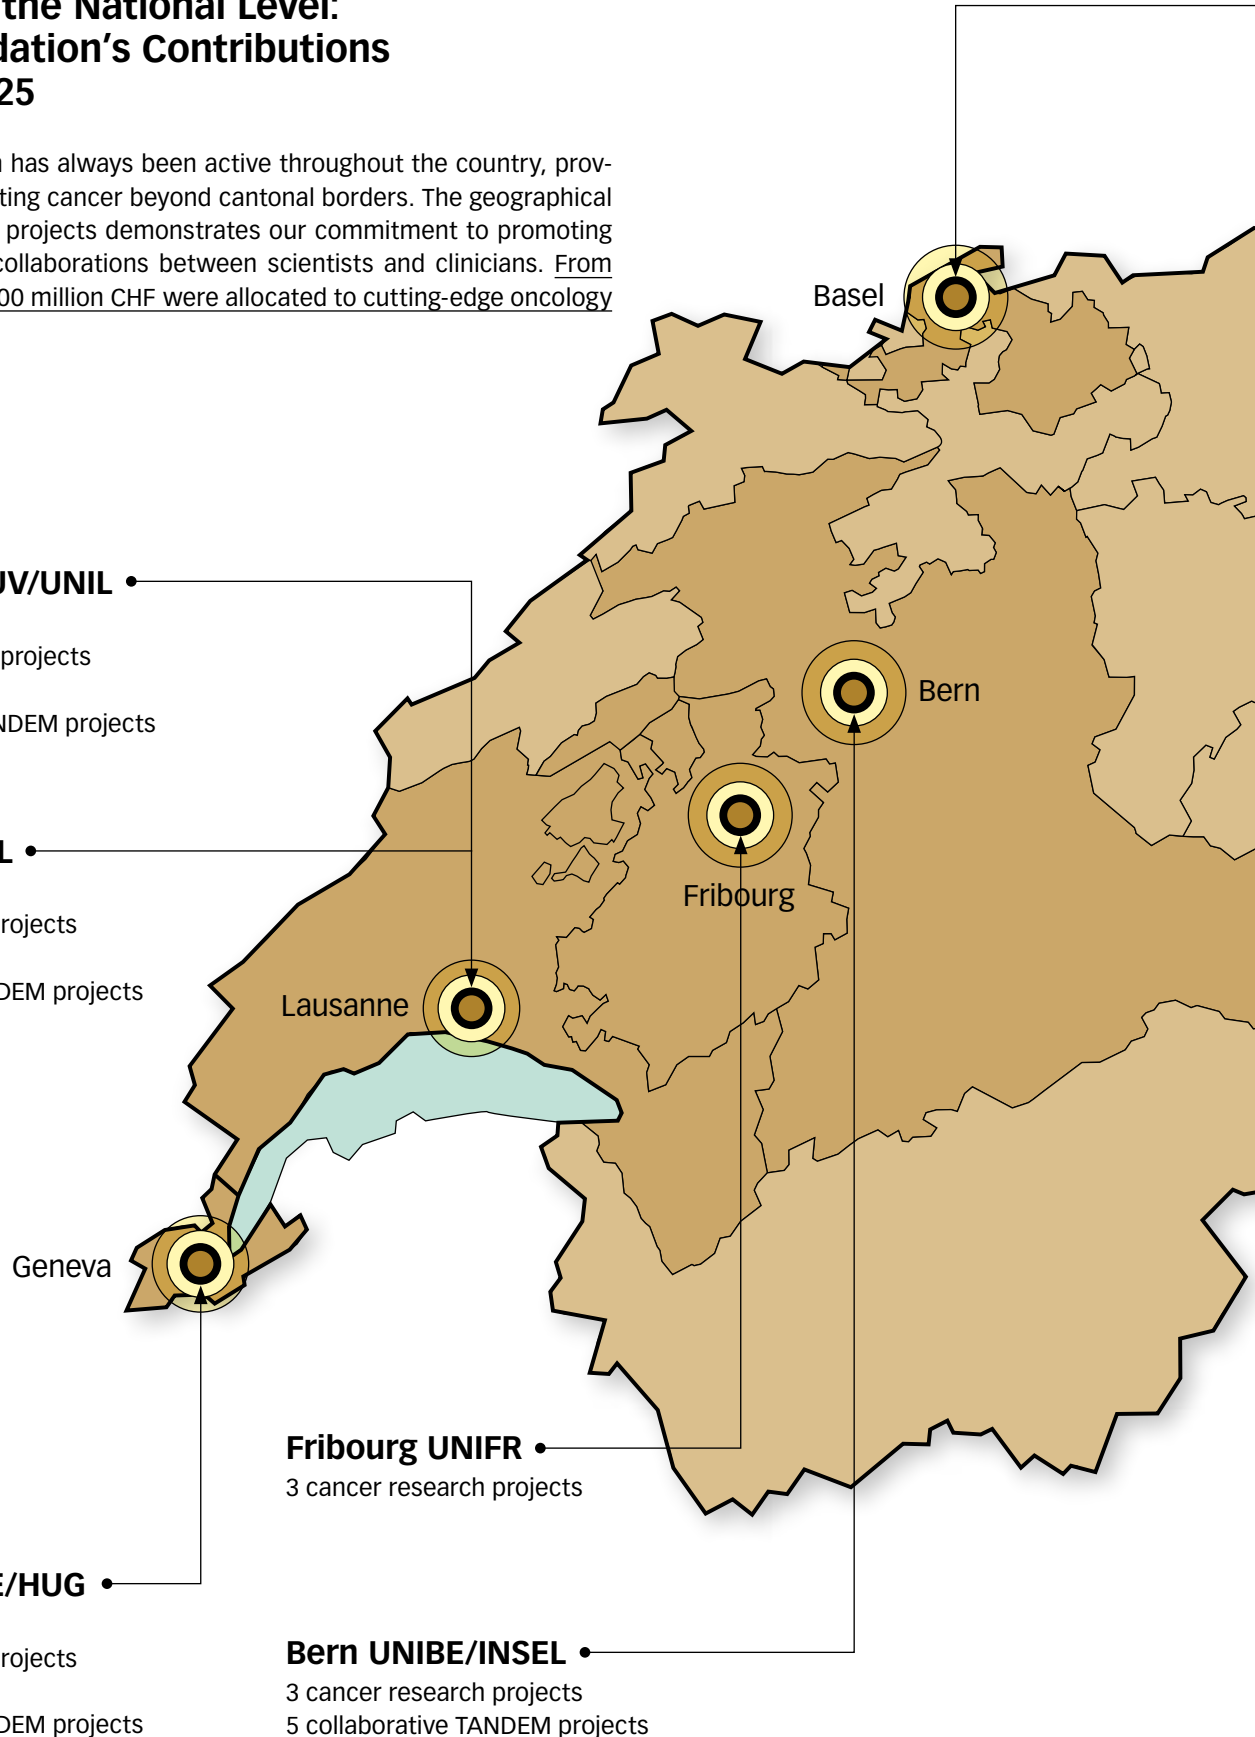 the National Level:
dation’s Contributions
25
has always been active throughout the country, prov-
ting cancer beyond cantonal borders. The geographical
projects demonstrates our commitment to promoting
collaborations between scientists and clinicians. From
00 million CHF were allocated to cutting-edge oncology
Basel
UV/UNIL
projects
NDEM projects
Bern
L
Fribourg
rojects
DEM projects
Lausanne
Geneva
Fribourg UNIFR
3 cancer research projects
E/HUG
rojects
DEM projects
Bern UNIBE/INSEL
3 cancer research projects
5 collaborative TANDEM projects